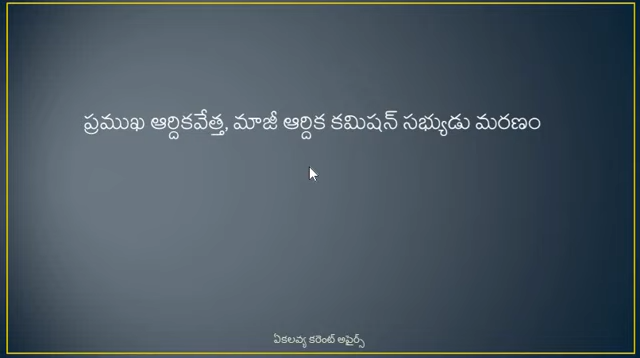 ప్రముఖ ఆర్దికవేత్త, మాజీ ఆర్దిక కమిషన్ సభ్యుడు మరణం
ఏకలవ్య కరెంట్ అఫైర్స్